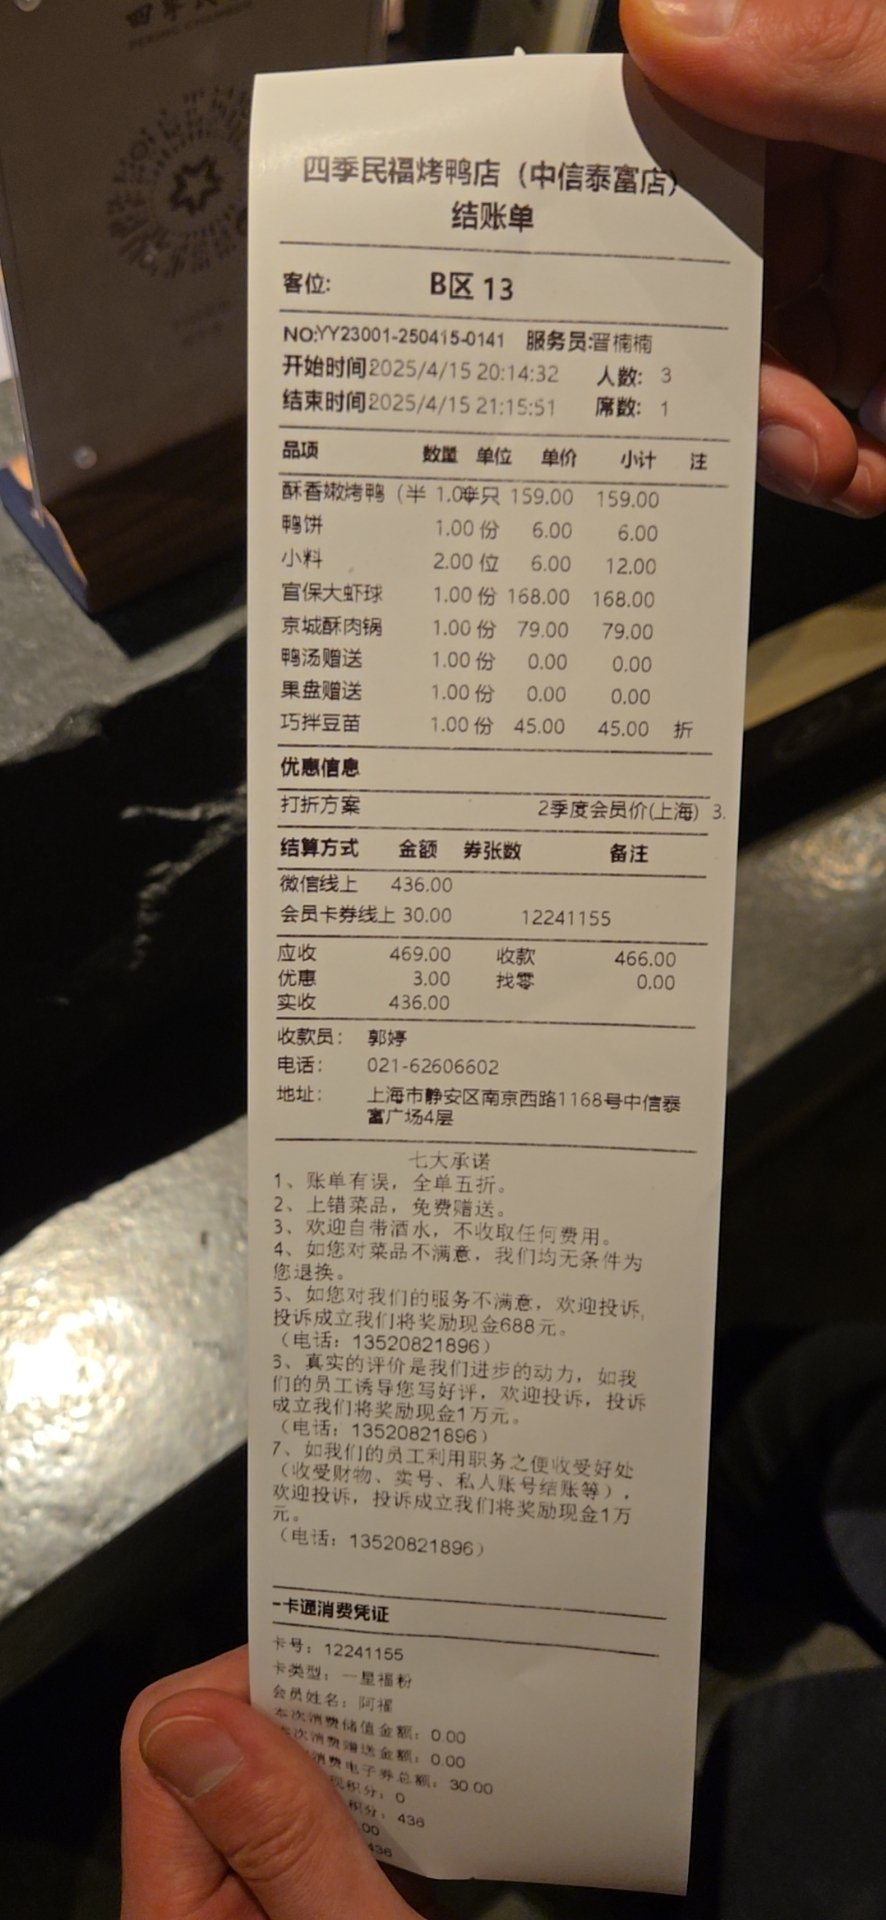 四季民福烤鸭店（中信泰富店）
结账单
客位: B区 13
NO:YY23001-250415-0141 服务员:晋楠楠
开始时间2025/4/15 20:14:32 人数: 3
结束时间2025/4/15 21:15:51 席数: 1
品项 数量 单位 单价 小计 注
酥香嫩烤鸭（半 1.00 半只 159.00 159.00
鸭饼 1.00 份 6.00 6.00
小料 2.00 位 6.00 12.00
宫保大虾球 1.00 份 168.00 168.00
京城酥肉锅 1.00 份 79.00 79.00
鸭汤赠送 1.00 份 0.00 0.00
果盘赠送 1.00 份 0.00 0.00
巧拌豆苗 1.00 份 45.00 45.00 折
优惠信息
打折方案 2季度会员价(上海) 3.
结算方式 金额 券张数 备注
微信线上 436.00
会员卡券线上 30.00 12241155
应收 469.00 收款 466.00
优惠 3.00 找零 0.00
实收 436.00
收款员: 郭婷
电话: 021-62606602
地址: 上海市静安区南京西路1168号中信泰
富广场4层
七大承诺
1、账单有误，全单五折。
2、上错菜品，免费赠送。
3、欢迎自带酒水，不收取任何费用。
4、如您对菜品不满意，我们均无条件为
您退换。
5、如您对我们的服务不满意，欢迎投诉，
投诉成立我们将奖励现金688元。
（电话：13520821896）
6、真实的评价是我们进步的动力，如我
们的员工诱导您写好评，欢迎投诉，投诉
成立我们将奖励现金1万元。
（电话：13520821896）
7、如我们的员工利用职务之便收受好处
（收受财物、卖号、私人账号结账等），
欢迎投诉，投诉成立我们将奖励现金1万
元。
（电话：13520821896）
一卡通消费凭证
卡号：12241155
卡类型：一星福粉
会员姓名：阿福
本次消费储值金额：0.00
本次消费赠送金额：0.00
消费电子券总额：30.00
现积分：0
积分：436
.00
436